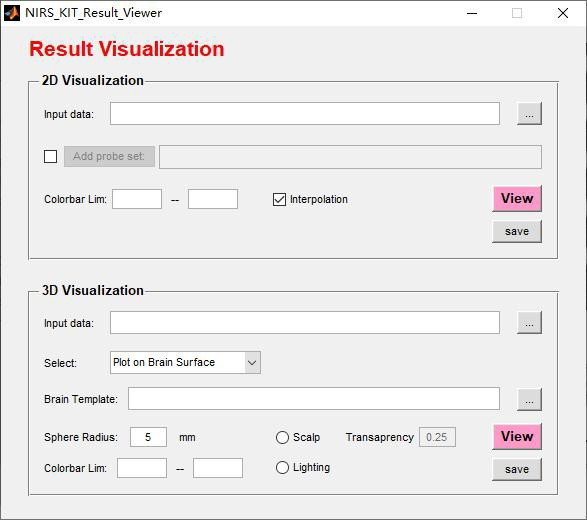 NIRS_KIT_Result_Viewer
Result Visualization
2D Visualization
Input data: ...
Add probe set:
Colorbar Lim: -- Interpolation View
save
3D Visualization
Input data: ...
Select: Plot on Brain Surface
Brain Template: ...
Sphere Radius: 5 mm Scalp Transaprency 0.25 View
Colorbar Lim: -- Lighting save